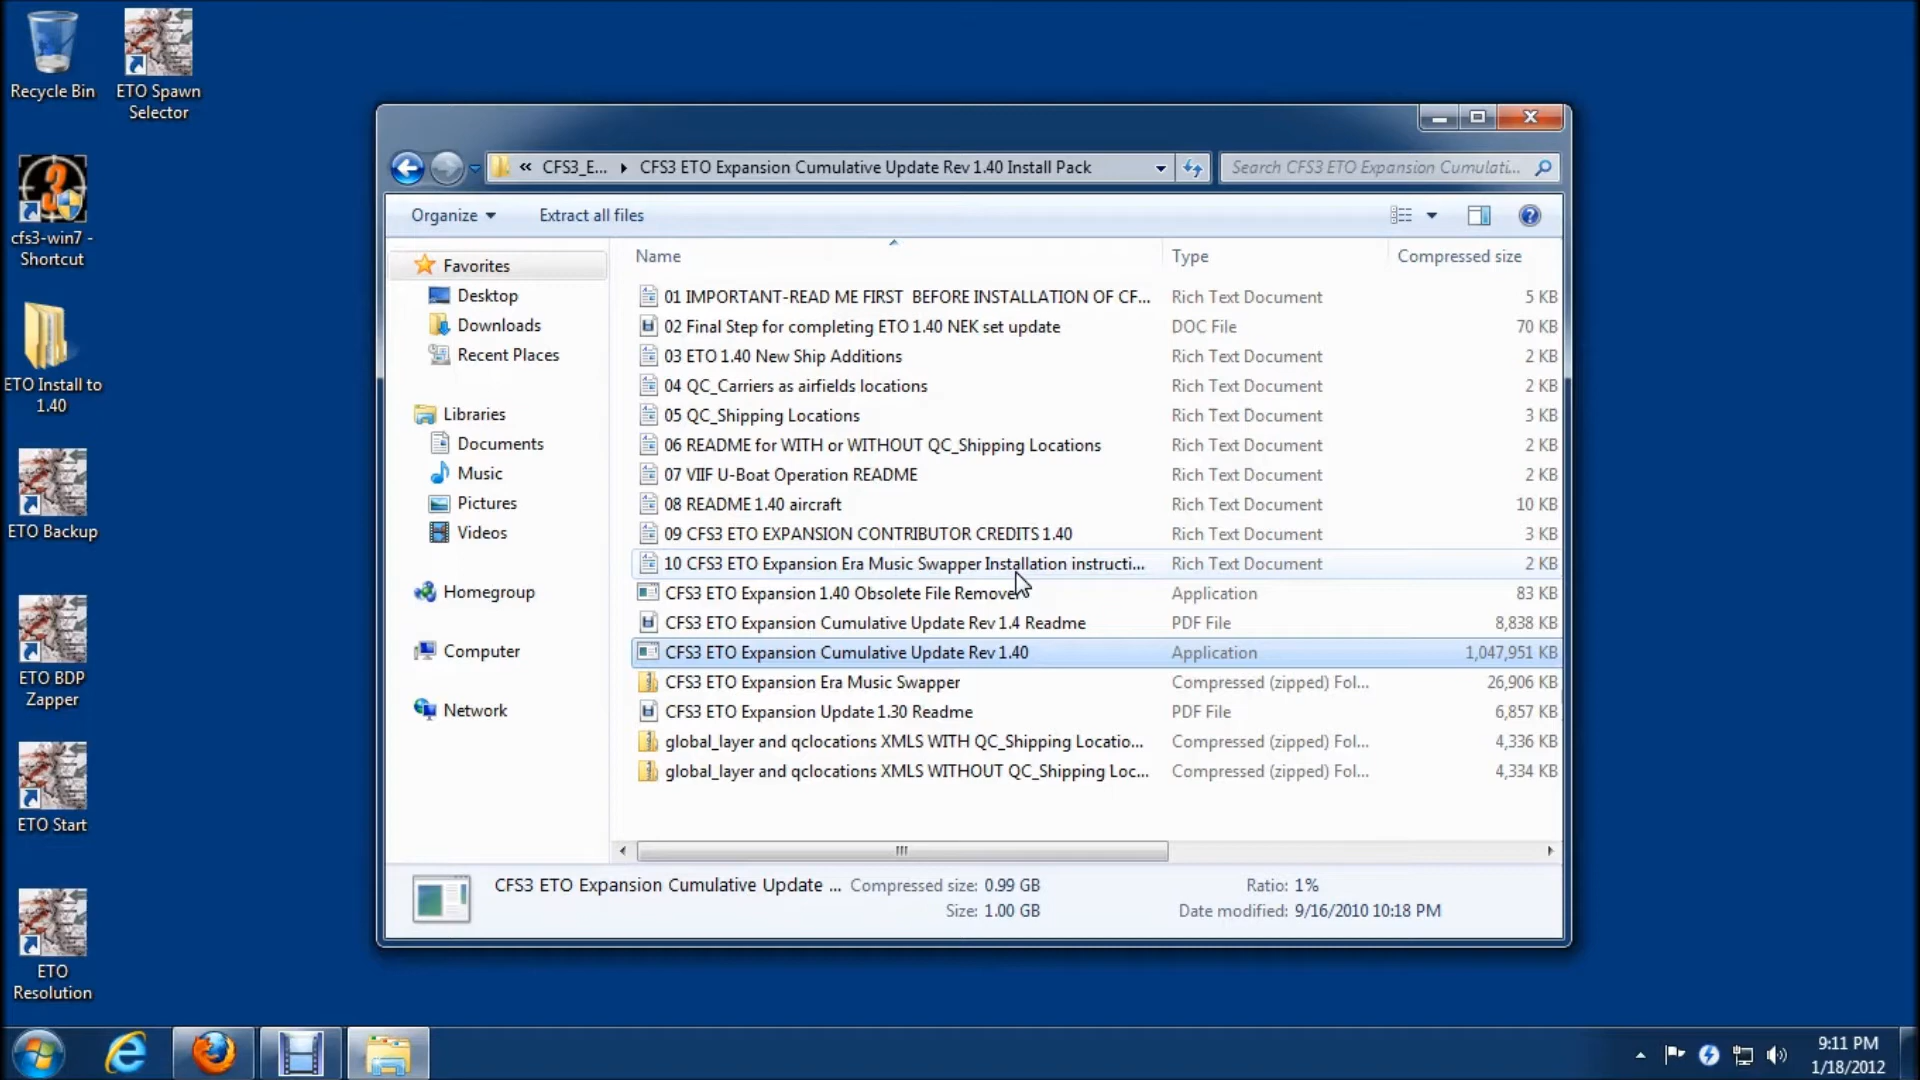 Recycle Bin
ETO Spawn
Selector
cfs3-win7 -
Shortcut
ETO Install to
1.40
ETO Backup
ETO BDP
Zapper
ETO Start
ETO
Resolution
« CFS3_E... CFS3 ETO Expansion Cumulative Update Rev 1.40 Install Pack
Search CFS3 ETO Expansion Cumulati...
Organize Extract all files
Favorites
Desktop
Downloads
Recent Places
Libraries
Documents
Music
Pictures
Videos
Homegroup
Computer
Network
Name Type Compressed size
01 IMPORTANT-READ ME FIRST  BEFORE INSTALLATION OF CF... Rich Text Document 5 KB
02 Final Step for completing ETO 1.40 NEK set update DOC File 70 KB
03 ETO 1.40 New Ship Additions Rich Text Document 2 KB
04 QC_Carriers as airfields locations Rich Text Document 2 KB
05 QC_Shipping Locations Rich Text Document 3 KB
06 README for WITH or WITHOUT QC_Shipping Locations Rich Text Document 2 KB
07 VIIF U-Boat Operation README Rich Text Document 2 KB
08 README 1.40 aircraft Rich Text Document 10 KB
09 CFS3 ETO EXPANSION CONTRIBUTOR CREDITS 1.40 Rich Text Document 3 KB
10 CFS3 ETO Expansion Era Music Swapper Installation instructi... Rich Text Document 2 KB
CFS3 ETO Expansion 1.40 Obsolete File Remover Application 83 KB
CFS3 ETO Expansion Cumulative Update Rev 1.4 Readme PDF File 8,838 KB
CFS3 ETO Expansion Cumulative Update Rev 1.40 Application 1,047,951 KB
CFS3 ETO Expansion Era Music Swapper Compressed (zipped) Fol... 26,906 KB
CFS3 ETO Expansion Update 1.30 Readme PDF File 6,857 KB
global_layer and qclocations XMLS WITH QC_Shipping Locatio... Compressed (zipped) Fol... 4,336 KB
global_layer and qclocations XMLS WITHOUT QC_Shipping Loc... Compressed (zipped) Fol... 4,334 KB
CFS3 ETO Expansion Cumulative Update ... Compressed size: 0.99 GB Ratio: 1%
Size: 1.00 GB Date modified: 9/16/2010 10:18 PM
9:11 PM
1/18/2012